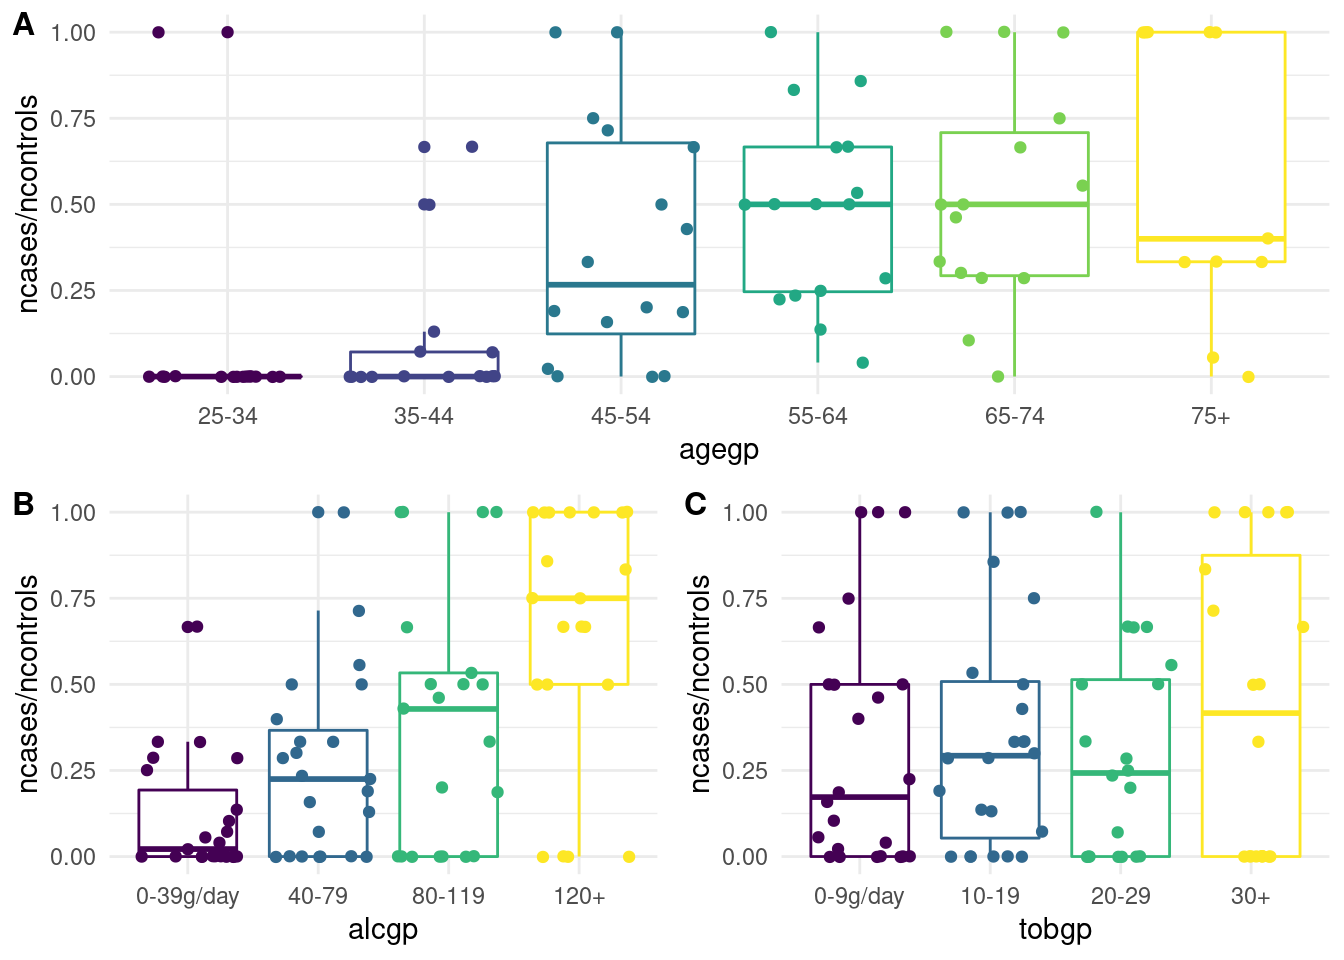 A
ncases/ncontrols
1.00
0.75
0.50
0.25
0.00
25-34 35-44 45-54 55-64 65-74 75+
agegp
B
ncases/ncontrols
1.00
0.75
0.50
0.25
0.00
0-39g/day 40-79 80-119 120+
alcgp
C
ncases/ncontrols
1.00
0.75
0.50
0.25
0.00
0-9g/day 10-19 20-29 30+
tobgp